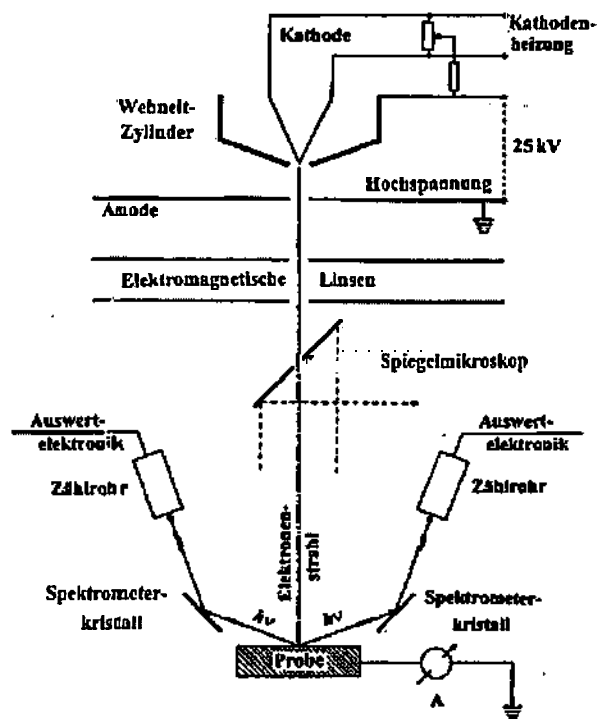 Kathode
Kathoden-
heizung
Wehnelt-
Zylinder
25 kV
Hochspannung
Anode
Elektromagnetische Linsen
Spiegelmikroskop
Auswert-
elektronik
Auswert-
elektronik
Zählrohr
Zählrohr
Elektronen-
strahl
Spektrometer-
kristall
Spektrometer-
kristall
hν
hν
Probe
A